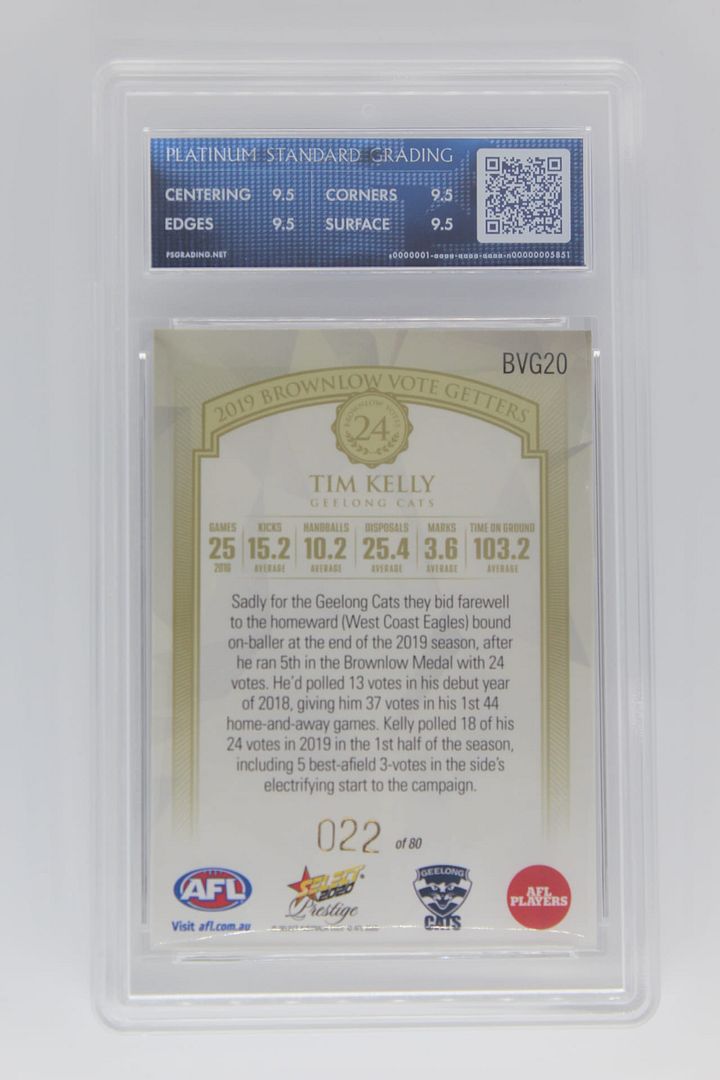 PLATINUM STANDARD GRADING
CENTERING 9.5 CORNERS 9.5
EDGES 9.5 SURFACE 9.5
PSGRADING.NET
BVG20
2019 BROWNLOW VOTE GETTERS
BROWNLOW VOTES
24
TIM KELLY
GEELONG CATS
GAMES KICKS HANDBALLS DISPOSALS MARKS TIME ON GROUND
25 15.2 10.2 25.4 3.6 103.2
AVERAGE AVERAGE AVERAGE AVERAGE AVERAGE
Sadly for the Geelong Cats they bid farewell
to the homeward (West Coast Eagles) bound
on-baller at the end of the 2019 season, after
he ran 5th in the Brownlow Medal with 24
votes. He'd polled 13 votes in his debut year
of 2018, giving him 37 votes in his 1st 44
home-and-away games. Kelly polled 18 of his
24 votes in 2019 in the 1st half of the season,
including 5 best-afield 3-votes in the side's
electrifying start to the campaign.
022 of 80
AFL
Visit afl.com.au
SELECT
2020
Prestige
GEELONG
CATS
AFL
PLAYERS